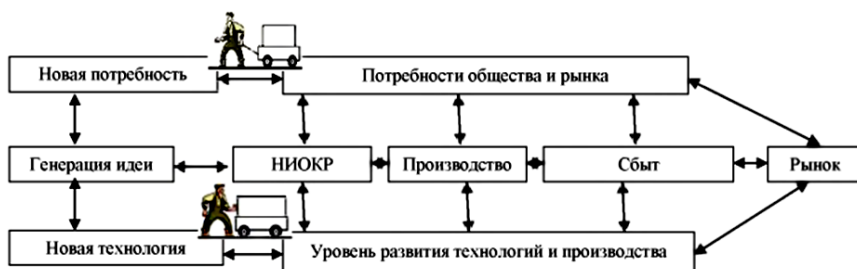 Новая потребность
Потребности общества и рынка
Генерация идеи
НИОКР
Производство
Сбыт
Рынок
Новая технология
Уровень развития технологий и производства